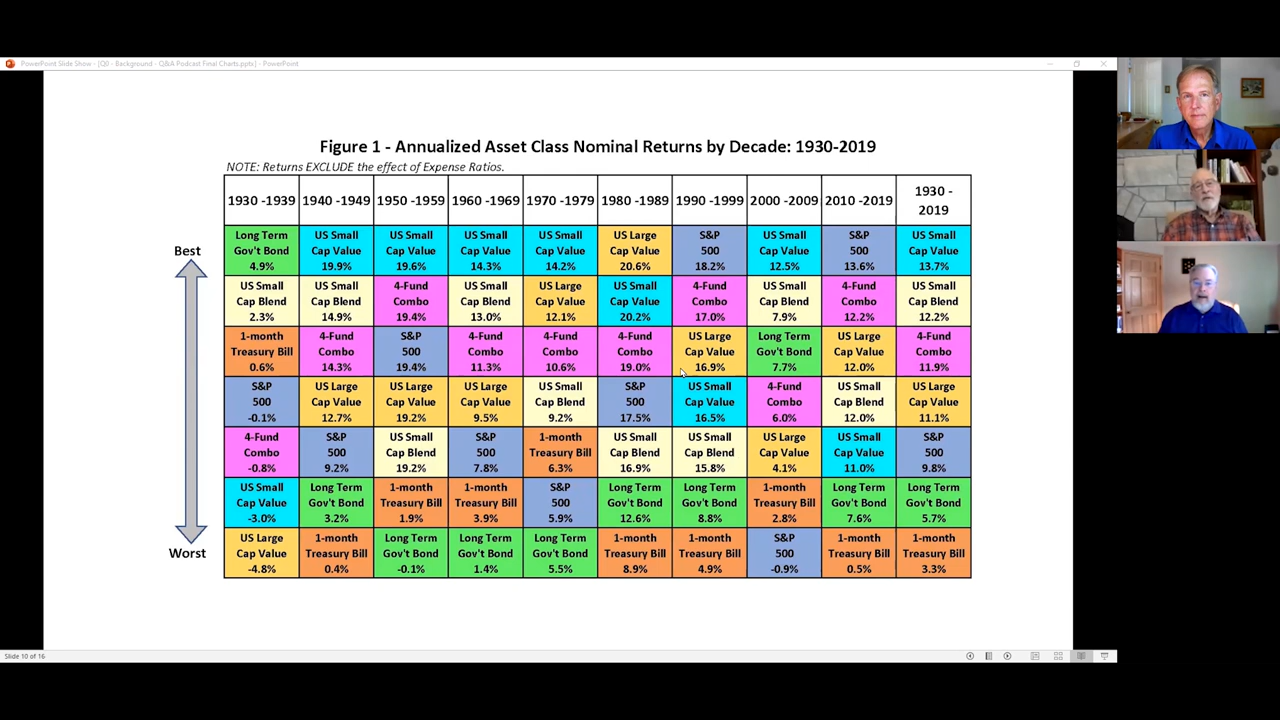 PowerPoint Slide Show - [Q0 - Background - Q&A Podcast Final Charts.pptx] - PowerPoint
Figure 1 - Annualized Asset Class Nominal Returns by Decade: 1930-2019
NOTE: Returns EXCLUDE the effect of Expense Ratios.
1930 -1939 1940 -1949 1950 -1959 1960 -1969 1970 -1979 1980 -1989 1990 -1999 2000 -2009 2010 -2019 1930 - 2019
Best
Long Term US Small US Small US Small US Small US Large S&P US Small S&P US Small
Gov't Bond Cap Value Cap Value Cap Value Cap Value Cap Value 500 Cap Value 500 Cap Value
4.9% 19.9% 19.6% 14.3% 14.2% 20.6% 18.2% 12.5% 13.6% 13.7%
US Small US Small 4-Fund US Small US Large US Small 4-Fund US Small 4-Fund US Small
Cap Blend Cap Blend Combo Cap Blend Cap Value Cap Value Combo Cap Blend Combo Cap Blend
2.3% 14.9% 19.4% 13.0% 12.1% 20.2% 17.0% 7.9% 12.2% 12.2%
1-month 4-Fund S&P 4-Fund 4-Fund 4-Fund US Large Long Term US Large 4-Fund
Treasury Bill Combo 500 Combo Combo Combo Cap Value Gov't Bond Cap Value Combo
0.6% 14.3% 19.4% 11.3% 10.6% 19.0% 16.9% 7.7% 12.0% 11.9%
S&P US Large US Large US Large US Small S&P US Small 4-Fund US Small US Large
500 Cap Value Cap Value Cap Value Cap Blend 500 Cap Value Combo Cap Blend Cap Value
-0.1% 12.7% 19.2% 9.5% 9.2% 17.5% 16.5% 6.0% 12.0% 11.1%
4-Fund S&P US Small S&P 1-month US Small US Small US Large US Small S&P
Combo 500 Cap Blend 500 Treasury Bill Cap Blend Cap Blend Cap Value Cap Value 500
-0.8% 9.2% 19.2% 7.8% 6.3% 16.9% 15.8% 4.1% 11.0% 9.8%
US Small Long Term 1-month 1-month S&P Long Term Long Term 1-month Long Term Long Term
Cap Value Gov't Bond Treasury Bill Treasury Bill 500 Gov't Bond Gov't Bond Treasury Bill Gov't Bond Gov't Bond
-3.0% 3.2% 1.9% 3.9% 5.9% 12.6% 8.8% 2.8% 7.6% 5.7%
US Large 1-month Long Term Long Term Long Term 1-month 1-month S&P 1-month 1-month
Cap Value Treasury Bill Gov't Bond Gov't Bond Gov't Bond Treasury Bill Treasury Bill 500 Treasury Bill Treasury Bill
-4.8% 0.4% -0.1% 1.4% 5.5% 8.9% 4.9% -0.9% 0.5% 3.3%
Worst
Slide 10 of 16